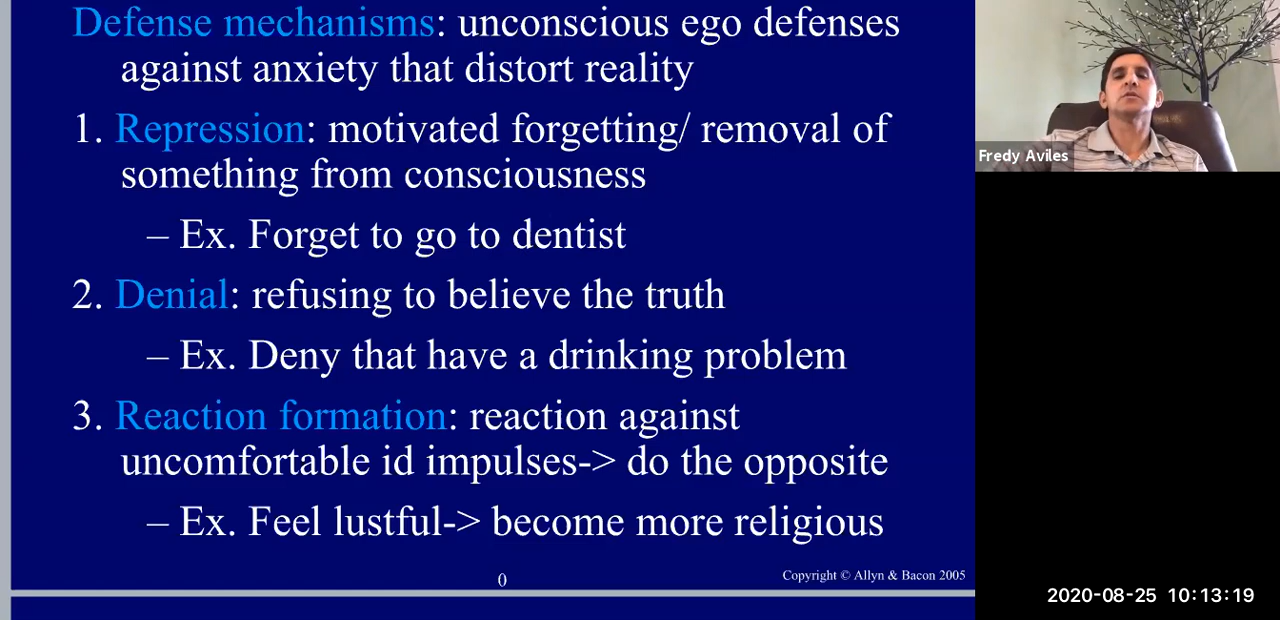 Defense mechanisms: unconscious ego defenses
against anxiety that distort reality
1. Repression: motivated forgetting/ removal of
something from consciousness
– Ex. Forget to go to dentist
2. Denial: refusing to believe the truth
– Ex. Deny that have a drinking problem
3. Reaction formation: reaction against
uncomfortable id impulses-> do the opposite
– Ex. Feel lustful-> become more religious
0
Copyright © Allyn & Bacon 2005
Fredy Aviles
2020-08-25 10:13:19